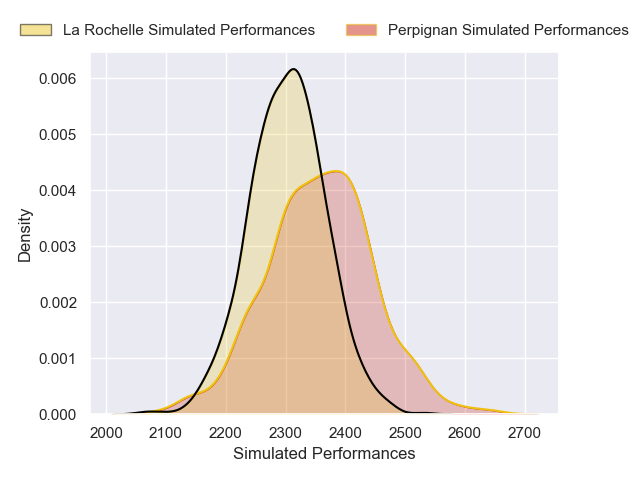 La Rochelle Simulated Performances Perpignan Simulated Performances
0.006
0.005
0.004
0.003
0.002
0.001
0.000
Density
2000 2100 2200 2300 2400 2500 2600 2700
Simulated Performances